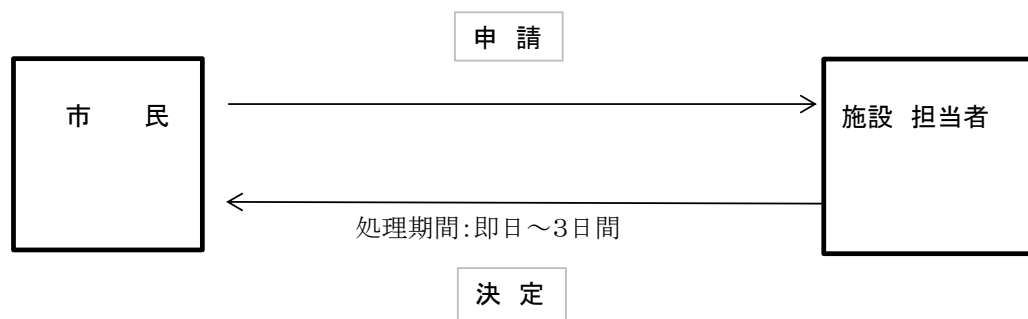 申 請
市 民
施設 担当者
処理期間:即日～3日間
決 定